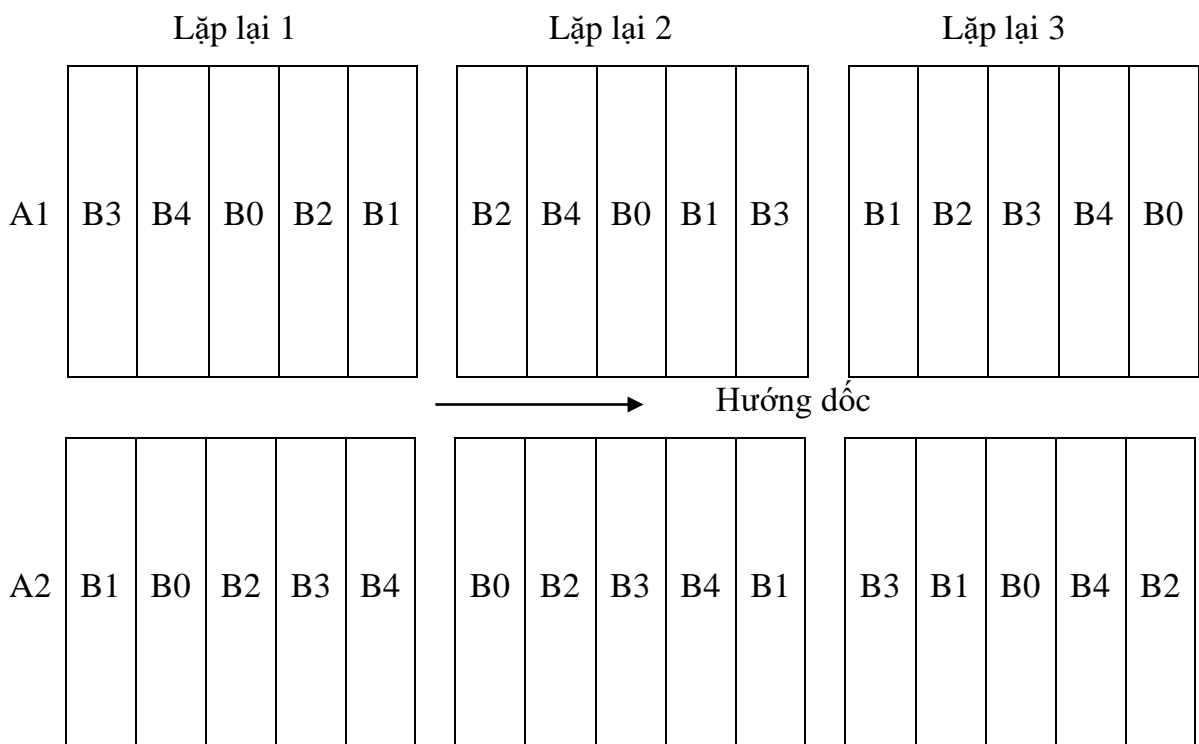 Lặp lại 1 Lặp lại 2 Lặp lại 3
A1 B3 B4 B0 B2 B1 B2 B4 B0 B1 B3 B1 B2 B3 B4 B0
Hướng dốc
A2 B1 B0 B2 B3 B4 B0 B2 B3 B4 B1 B3 B1 B0 B4 B2